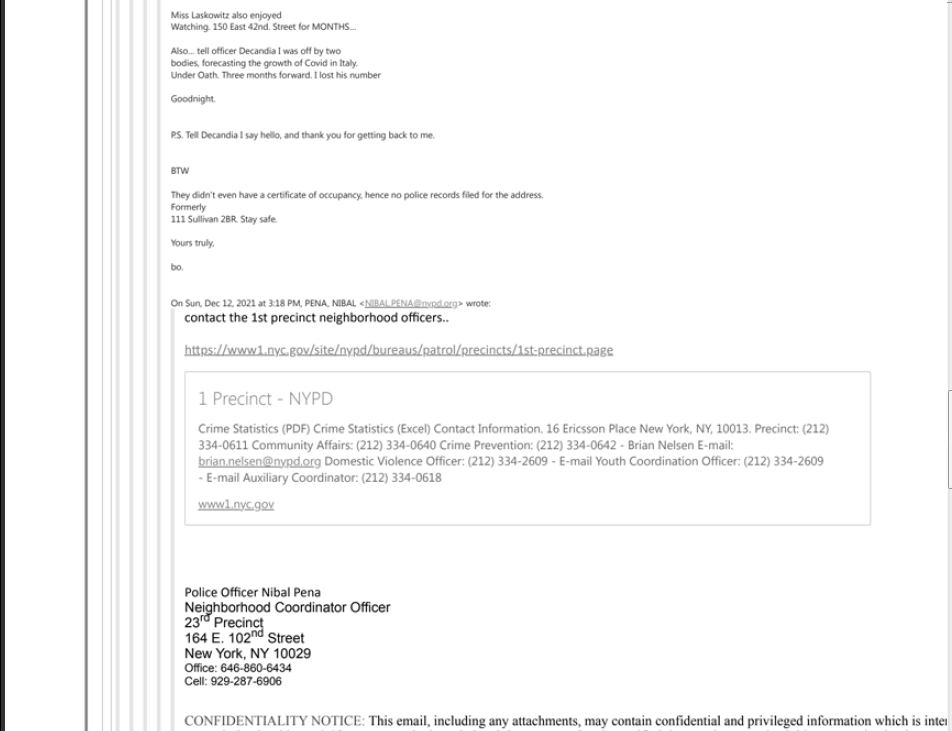 Miss Laskowitz also enjoyed
Watching. 150 East 42nd. Street for MONTHS...
Also... tell officer Decandia I was off by two
bodies, forecasting the growth of Covid in Italy.
Under Oath. Three months forward. I lost his number
Goodnight.
P.S. Tell Decandia I say hello, and thank you for getting back to me.
BTW
They didn't even have a certificate of occupancy, hence no police records filed for the address.
Formerly
111 Sullivan 2BR. Stay safe.
Yours truly,
bo.
On Sun, Dec 12, 2021 at 3:18 PM, PENA, NIBAL <NIBAL.PENA@nypd.org> wrote:
contact the 1st precinct neighborhood officers..
https://www1.nyc.gov/site/nypd/bureaus/patrol/precincts/1st-precinct.page
1 Precinct - NYPD
Crime Statistics (PDF) Crime Statistics (Excel) Contact Information. 16 Ericsson Place New York, NY, 10013. Precinct: (212)
334-0611 Community Affairs: (212) 334-0640 Crime Prevention: (212) 334-0642 - Brian Nelsen E-mail:
brian.nelsen@nypd.org Domestic Violence Officer: (212) 334-2609 - E-mail Youth Coordination Officer: (212) 334-2609
- E-mail Auxiliary Coordinator: (212) 334-0618
www1.nyc.gov
Police Officer Nibal Pena
Neighborhood Coordinator Officer
23rd Precinct
164 E. 102nd Street
New York, NY 10029
Office: 646-860-6434
Cell: 929-287-6906
CONFIDENTIALITY NOTICE: This email, including any attachments, may contain confidential and privileged information which is